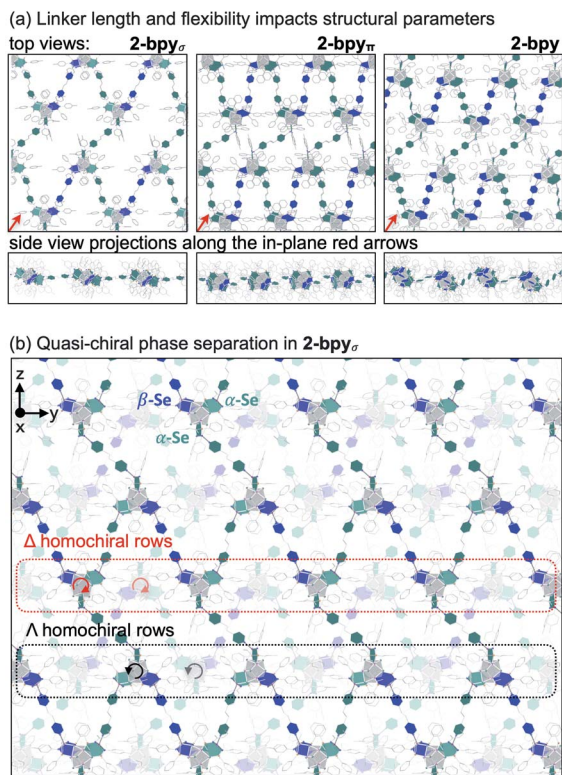 (a) Linker length and flexibility impacts structural parameters
top views: 2-bpyσ 2-bpyπ 2-bpy
side view projections along the in-plane red arrows
(b) Quasi-chiral phase separation in 2-bpyσ
z
x y
β-Se α-Se
α-Se
Δ homochiral rows
Λ homochiral rows